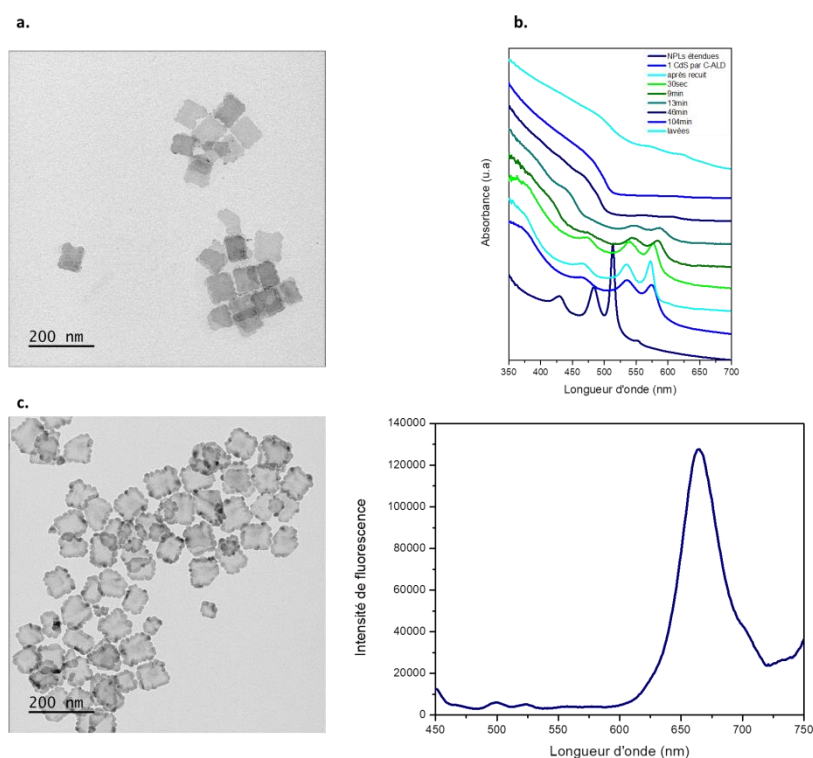 a.
b.
200 nm
NPLs étendues
1 CdS par C-ALD
après recuit
30sec
9min
13min
46min
104min
lavées
Absorbance (u.a)
350 400 450 500 550 600 650 700
Longueur d'onde (nm)
c.
200 nm
140000
120000
100000
80000
60000
40000
20000
0
Intensité de fluorescence
450 500 550 600 650 700 750
Longueur d'onde (nm)